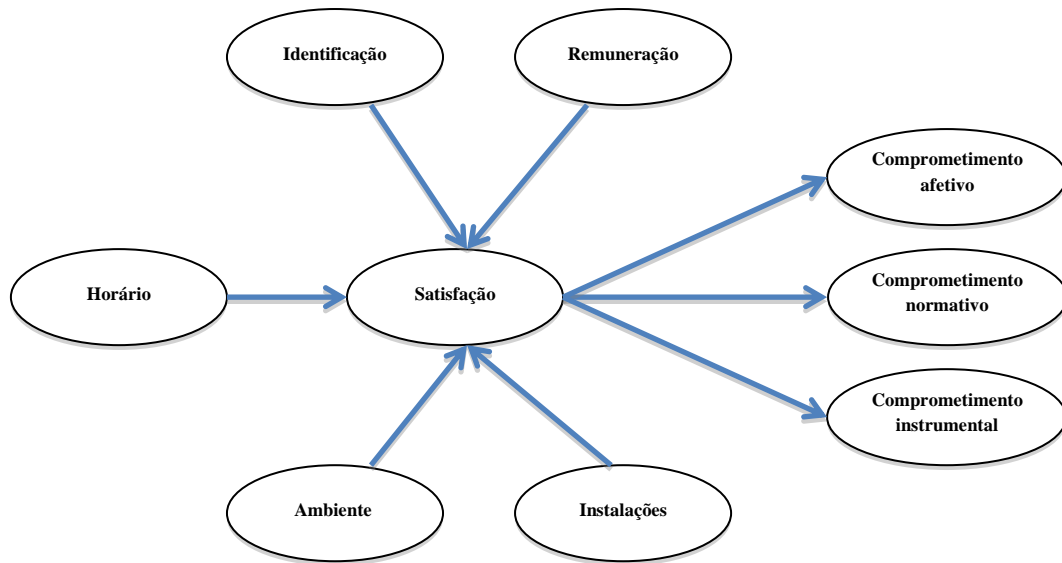 Identificação
Remuneração
Comprometimento
afetivo
Horário
Satisfação
Comprometimento
normativo
Comprometimento
instrumental
Ambiente
Instalações